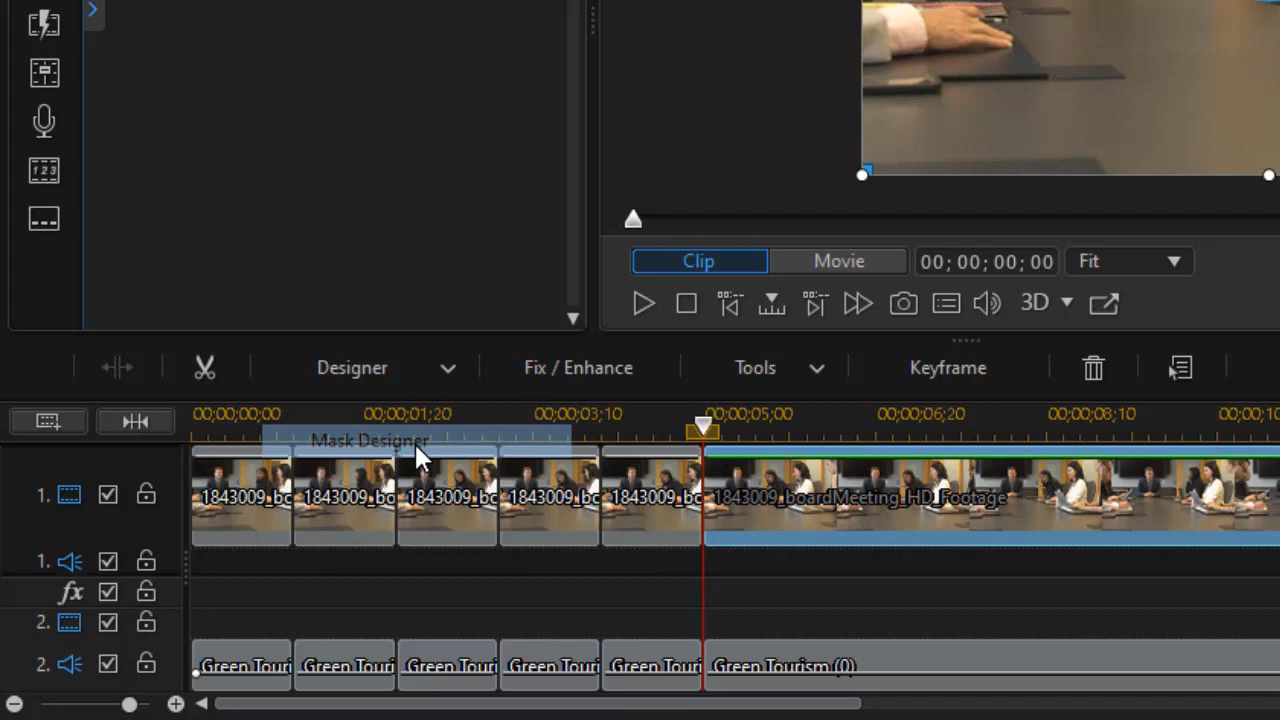 1 2 3
Clip
Movie
00; 00; 00; 00
Fit
3D
Designer
Fix / Enhance
Tools
Keyframe
00;00;00;00
00;00;01;20
00;00;03;10
00;00;05;00
00;00;06;20
00;00;08;10
00;00;10
Mask Designer
1.
1843009_bc
1843009_bc
1843009_bc
1843009_bc
1843009_bc
1843009_boardMeeting_HD_Footage
1.
fx
2.
2.
Green Touri
Green Touri
Green Touri
Green Touri
Green Touri
Green Tourism (0)